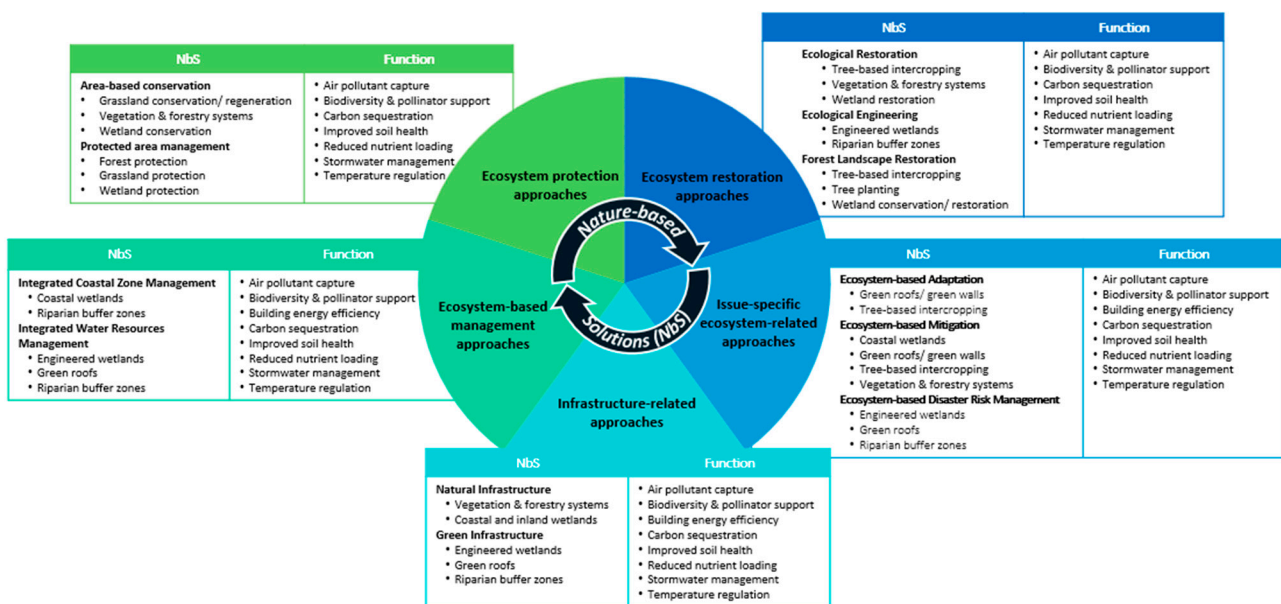 NbS
Function
Area-based conservation
• Grassland conservation/ regeneration
• Vegetation & forestry systems
• Wetland conservation
Protected area management
• Forest protection
• Grassland protection
• Wetland protection
• Air pollutant capture
• Biodiversity & pollinator support
• Carbon sequestration
• Improved soil health
• Reduced nutrient loading
• Stormwater management
• Temperature regulation
NbS
Function
Ecological Restoration
• Tree-based intercropping
• Vegetation & forestry systems
• Wetland restoration
Ecological Engineering
• Engineered wetlands
• Riparian buffer zones
Forest Landscape Restoration
• Tree-based intercropping
• Tree planting
• Wetland conservation/ restoration
• Air pollutant capture
• Biodiversity & pollinator support
• Carbon sequestration
• Improved soil health
• Reduced nutrient loading
• Stormwater management
• Temperature regulation
Ecosystem protection
approaches
Ecosystem restoration
approaches
Nature-based
Solutions (NbS)
Ecosystem-based
management approaches
Issue-specific
ecosystem-related
approaches
Infrastructure-related
approaches
NbS
Function
Integrated Coastal Zone Management
• Coastal wetlands
• Riparian buffer zones
Integrated Water Resources
Management
• Engineered wetlands
• Green roofs
• Riparian buffer zones
• Air pollutant capture
• Biodiversity & pollinator support
• Building energy efficiency
• Carbon sequestration
• Improved soil health
• Reduced nutrient loading
• Stormwater management
• Temperature regulation
NbS
Function
Ecosystem-based Adaptation
• Green roofs/ green walls
• Tree-based intercropping
Ecosystem-based Mitigation
• Coastal wetlands
• Green roofs/ green walls
• Tree-based intercropping
• Vegetation & forestry systems
Ecosystem-based Disaster Risk Management
• Engineered wetlands
• Green roofs
• Riparian buffer zones
• Air pollutant capture
• Biodiversity & pollinator support
• Building energy efficiency
• Carbon sequestration
• Improved soil health
• Reduced nutrient loading
• Stormwater management
• Temperature regulation
NbS
Function
Natural Infrastructure
• Vegetation & forestry systems
• Coastal and inland wetlands
Green Infrastructure
• Engineered wetlands
• Green roofs
• Riparian buffer zones
• Air pollutant capture
• Biodiversity & pollinator support
• Building energy efficiency
• Carbon sequestration
• Improved soil health
• Reduced nutrient loading
• Stormwater management
• Temperature regulation